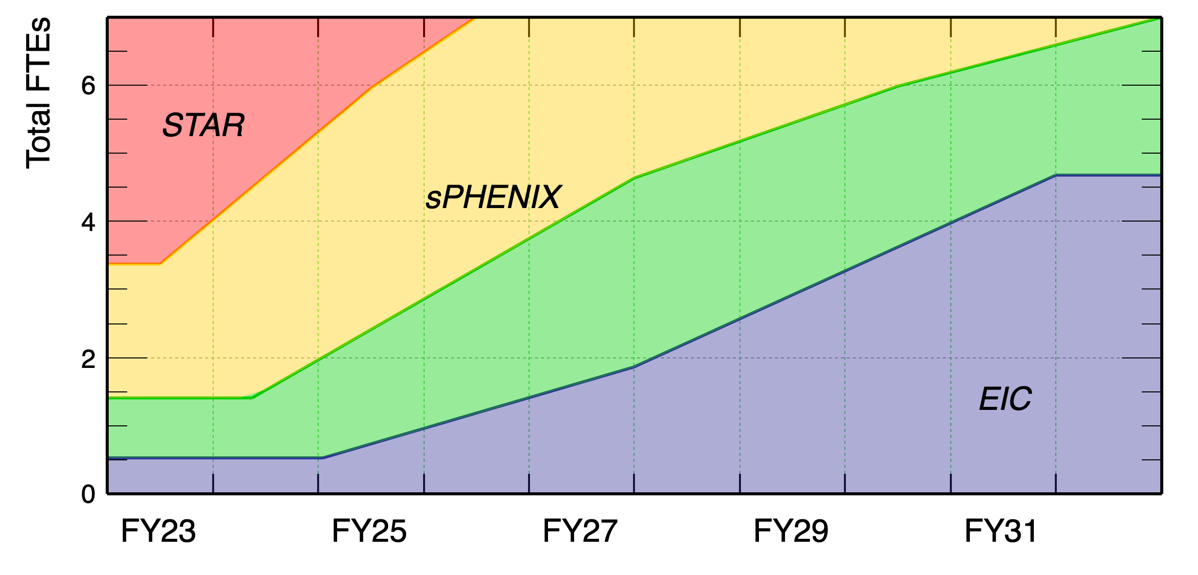 Total FTEs
6
4
2
0
STAR
sPHENIX
EIC
FY23
FY25
FY27
FY29
FY31